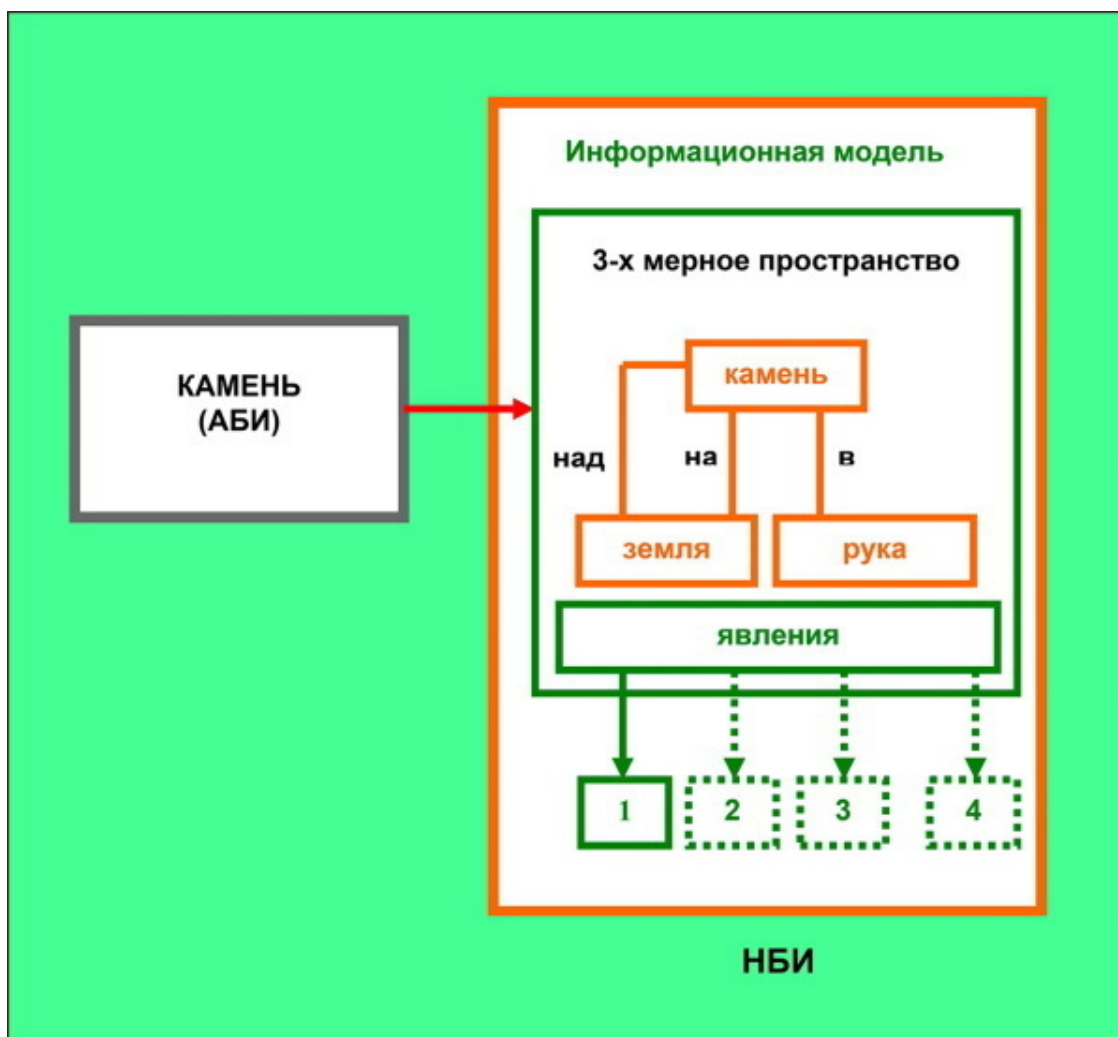 Информационная модель
3-х мерное пространство
КАМЕНЬ
(АБИ)
камень
над
на
в
земля
рука
явления
1
2
3
4
НБИ